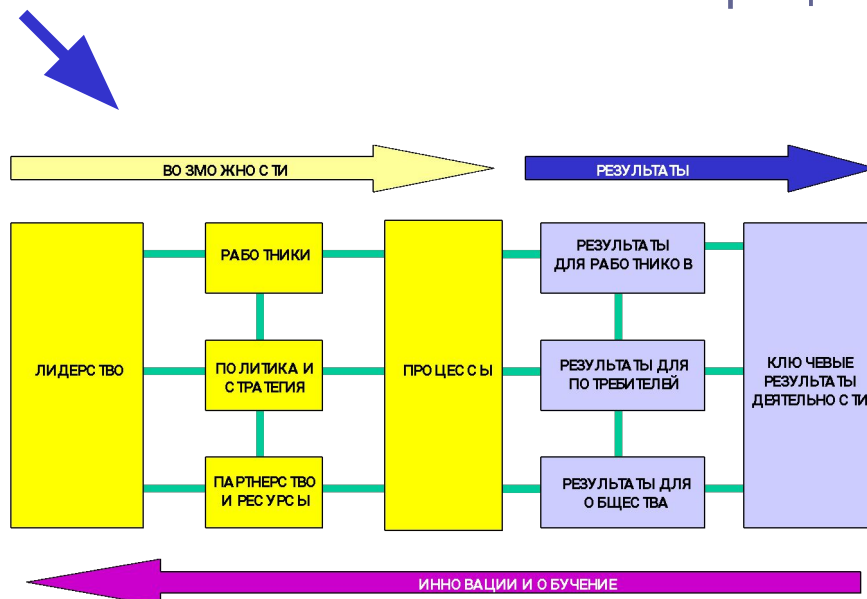 ВОЗМОЖНОСТИ
РЕЗУЛЬТАТЫ
ЛИДЕРСТВО
РАБОТНИКИ
ПОЛИТИКА И
СТРАТЕГИЯ
ПАРТНЕРСТВО
И РЕСУРСЫ
ПРОЦЕССЫ
РЕЗУЛЬТАТЫ
ДЛЯ РАБОТНИКОВ
РЕЗУЛЬТАТЫ ДЛЯ
ПОТРЕБИТЕЛЕЙ
РЕЗУЛЬТАТЫ ДЛЯ
ОБЩЕСТВА
КЛЮЧЕВЫЕ
РЕЗУЛЬТАТЫ
ДЕЯТЕЛЬНОСТИ
ИННОВАЦИИ И ОБУЧЕНИЕ